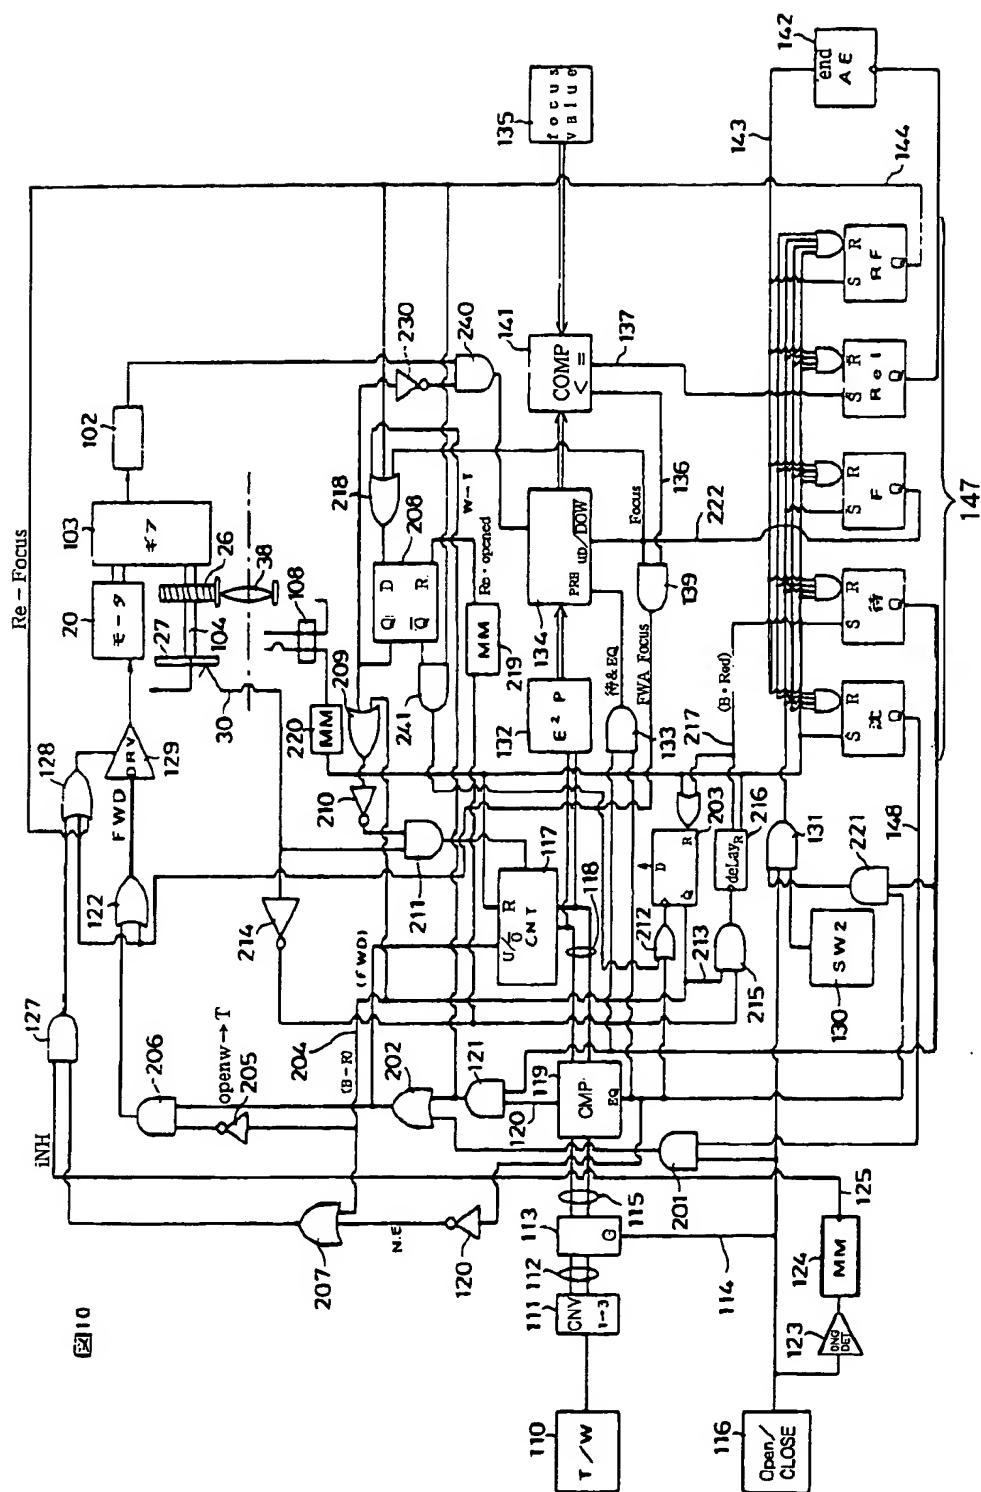 図10
Re-Focus
iNH
127
128
FWD
DRV
129
122
206
openw→T
205
207
N.E
120
20
モータ
103
ギア
102
27
104
26
38
30
108
220
MM
214
204
(B-R)
(FWD)
202
121
120
209
210
211
218
230
240
208
Q
D
Q
R
241
W-T
Re・opened
MM
219
110
T/W
111
CNV
1-3
112
113
G
115
119
CMP
EQ
117
U/D
R
CNT
118
132
E² P
134
PRE
UD/DOW
141
COMP
< =
135
focus
value
待&EQ
133
FWA Focus
139
Focus
136
137
222
201
212
203
D
R
Q
213
215
216
deLay R
217
(B・Red)
114
116
Open/
CLOSE
123
ONG
DET
124
MM
125
130
SW2
131
221
148
S
R
沈
Q
S
R
待
Q
S
R
F
Q
S
R
Rel
Q
S
R
RF
Q
143
144
142
end
AE
147